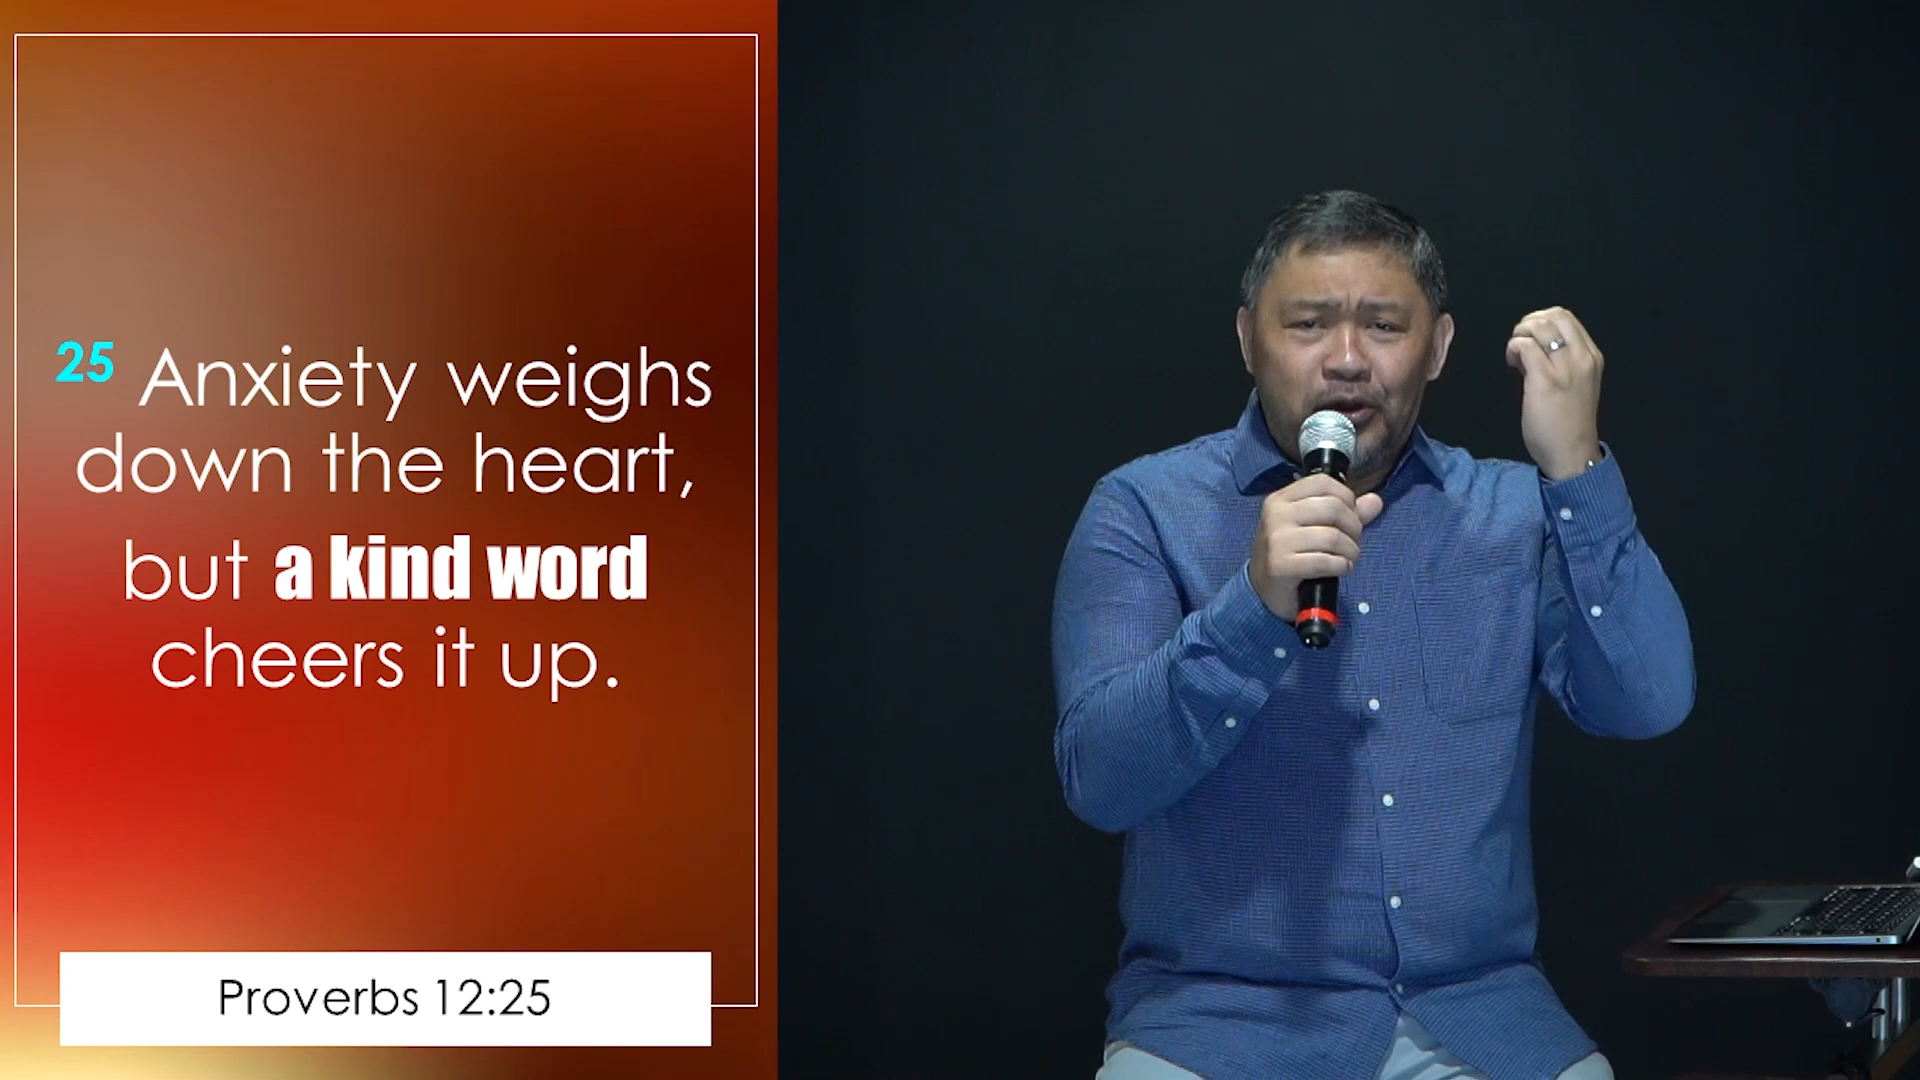 25 Anxiety weighs
down the heart,
but a kind word
cheers it up.
Proverbs 12:25